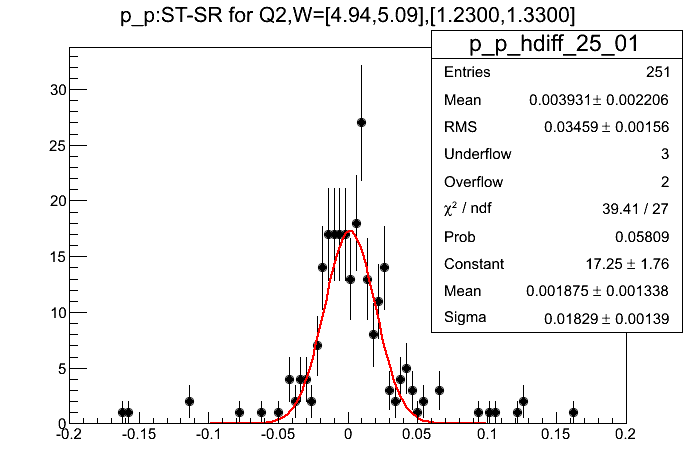 p_p:ST-SR for Q2,W=[4.94,5.09],[1.2300,1.3300]
p_p_hdiff_25_01
Entries 251
Mean 0.003931 ± 0.002206
RMS 0.03459 ± 0.00156
Underflow 3
Overflow 2
χ² / ndf 39.41 / 27
Prob 0.05809
Constant 17.25 ± 1.76
Mean 0.001875 ± 0.001338
Sigma 0.01829 ± 0.00139
30
25
20
15
10
5
0
-0.2 -0.15 -0.1 -0.05 0 0.05 0.1 0.15 0.2